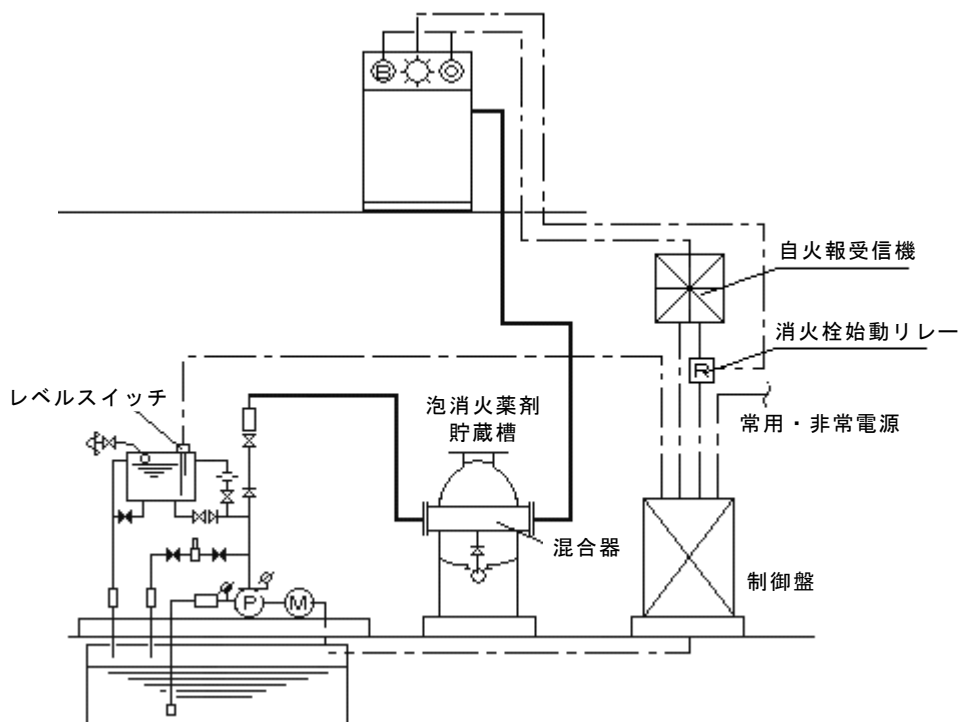 B
自火報受信機
消火栓始動リレー
R
レベルスイッチ
泡消火薬剤
貯蔵槽
常用・非常電源
混合器
制御盤
P
M